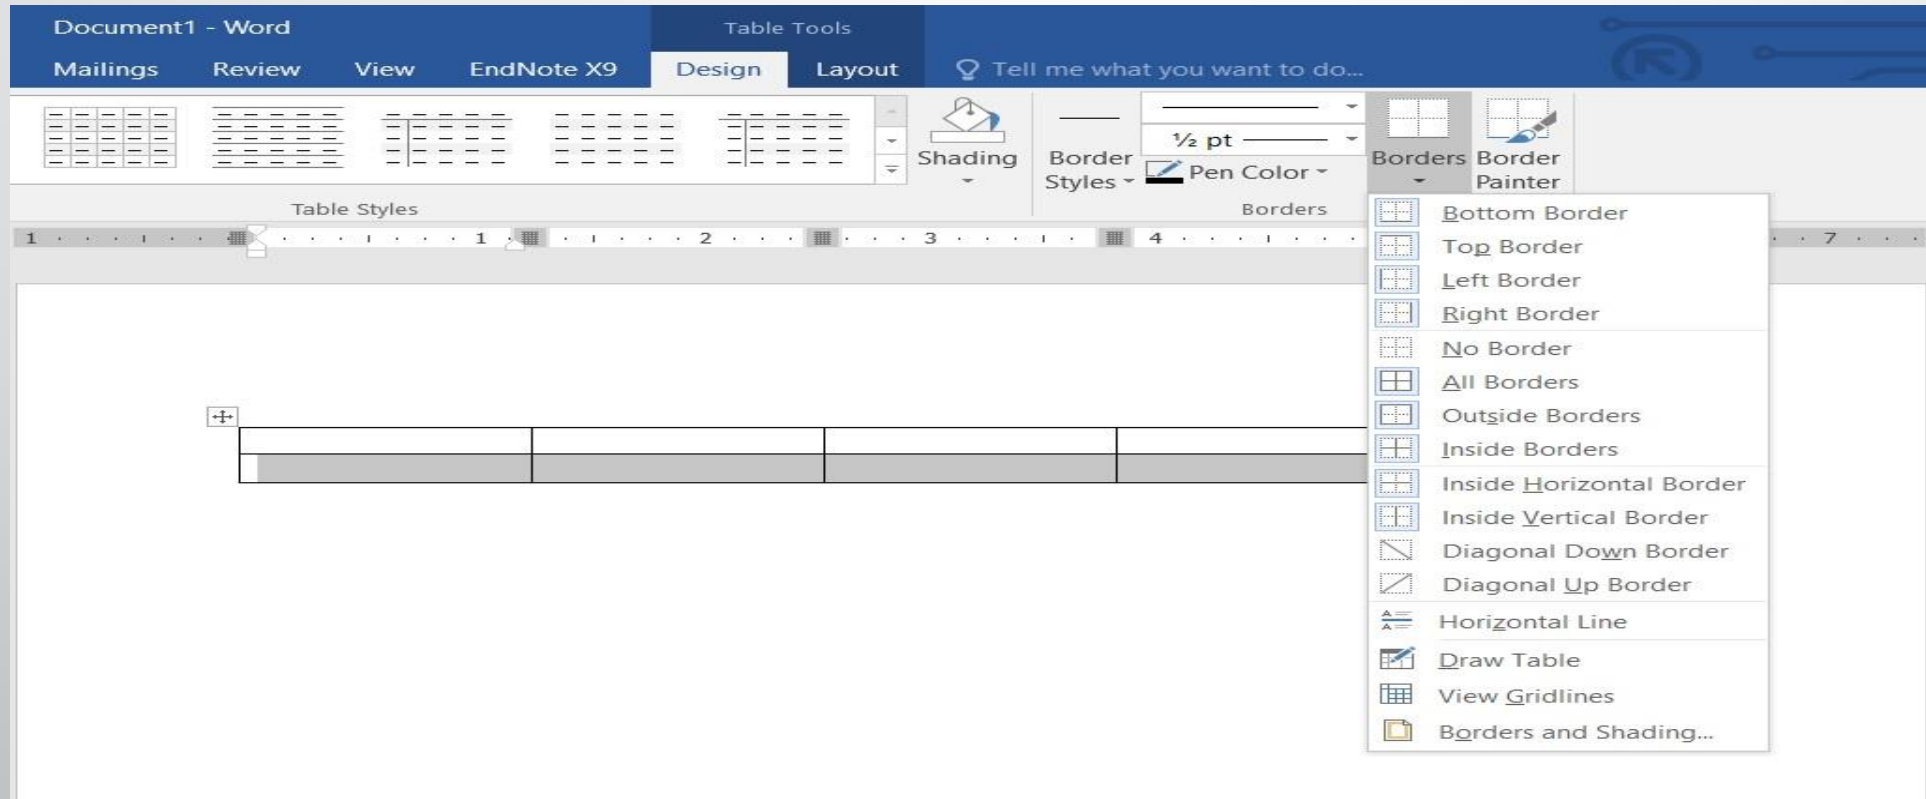 Document1 - Word
Table Tools
Mailings Review View EndNote X9 Design Layout Tell me what you want to do...
Shading
Border Styles
½ pt
Pen Color
Borders
Border Painter
Table Styles
Borders
1 1 2 3 4 7
Bottom Border
Top Border
Left Border
Right Border
No Border
All Borders
Outside Borders
Inside Borders
Inside Horizontal Border
Inside Vertical Border
Diagonal Down Border
Diagonal Up Border
Horizontal Line
Draw Table
View Gridlines
Borders and Shading...